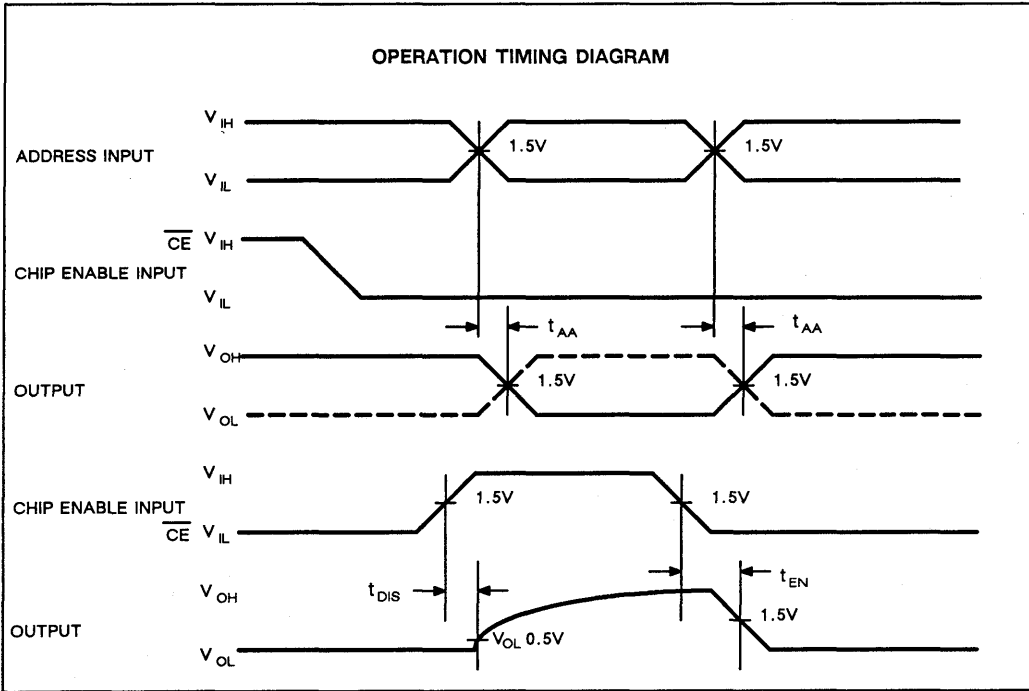 OPERATION TIMING DIAGRAM
V IH
ADDRESS INPUT
1.5V
1.5V
V IL
CE V IH
CHIP ENABLE INPUT
V IL
t AA
t AA
V OH
OUTPUT
1.5V
1.5V
V OL
V IH
CHIP ENABLE INPUT
1.5V
1.5V
CE V IL
V OH
t DIS
t EN
OUTPUT
V OL 0.5V
1.5V
V OL